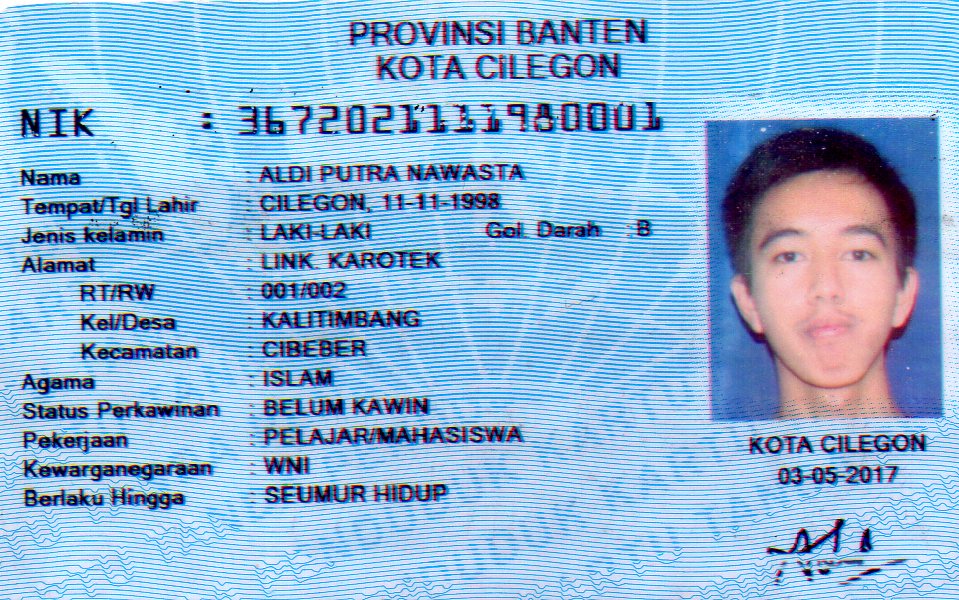 PROVINSI BANTEN
KOTA CILEGON
NIK : 3672021111980001
Nama : ALDI PUTRA NAWASTA
Tempat/Tgl Lahir : CILEGON, 11-11-1998
Jenis kelamin : LAKI-LAKI Gol. Darah : B
Alamat : LINK. KAROTEK
RT/RW : 001/002
Kel/Desa : KALITIMBANG
Kecamatan : CIBEBER
Agama : ISLAM
Status Perkawinan : BELUM KAWIN
Pekerjaan : PELAJAR/MAHASISWA
Kewarganegaraan : WNI
Berlaku Hingga : SEUMUR HIDUP
KOTA CILEGON
03-05-2017